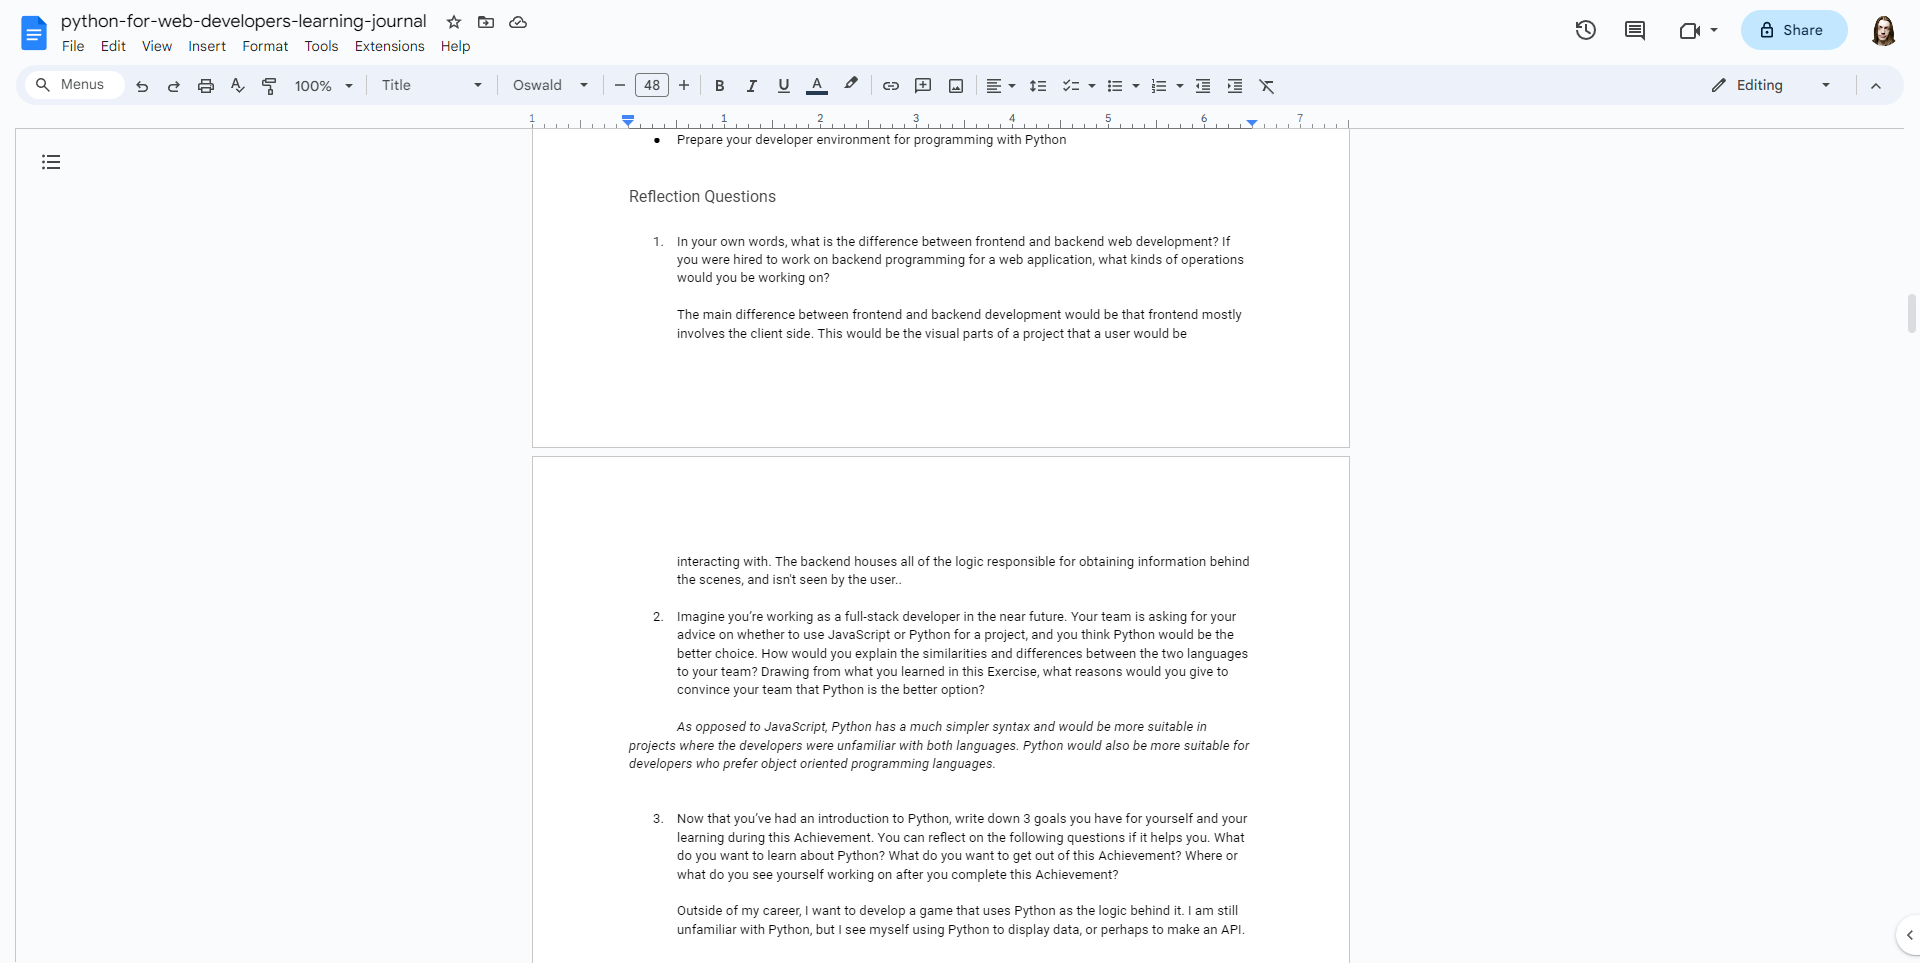 python-for-web-developers-learning-journal
File Edit View Insert Format Tools Extensions Help
Share
Menus
100%
Title
Oswald
48
B I U A
Editing
1 1 2 3 4 5 6 7
● Prepare your developer environment for programming with Python
Reflection Questions
1. In your own words, what is the difference between frontend and backend web development? If
you were hired to work on backend programming for a web application, what kinds of operations
would you be working on?
The main difference between frontend and backend development would be that frontend mostly
involves the client side. This would be the visual parts of a project that a user would be
interacting with. The backend houses all of the logic responsible for obtaining information behind
the scenes, and isn't seen by the user..
2. Imagine you're working as a full-stack developer in the near future. Your team is asking for your
advice on whether to use JavaScript or Python for a project, and you think Python would be the
better choice. How would you explain the similarities and differences between the two languages
to your team? Drawing from what you learned in this Exercise, what reasons would you give to
convince your team that Python is the better option?
As opposed to JavaScript, Python has a much simpler syntax and would be more suitable in
projects where the developers were unfamiliar with both languages. Python would also be more suitable for
developers who prefer object oriented programming languages.
3. Now that you've had an introduction to Python, write down 3 goals you have for yourself and your
learning during this Achievement. You can reflect on the following questions if it helps you. What
do you want to learn about Python? What do you want to get out of this Achievement? Where or
what do you see yourself working on after you complete this Achievement?
Outside of my career, I want to develop a game that uses Python as the logic behind it. I am still
unfamiliar with Python, but I see myself using Python to display data, or perhaps to make an API.